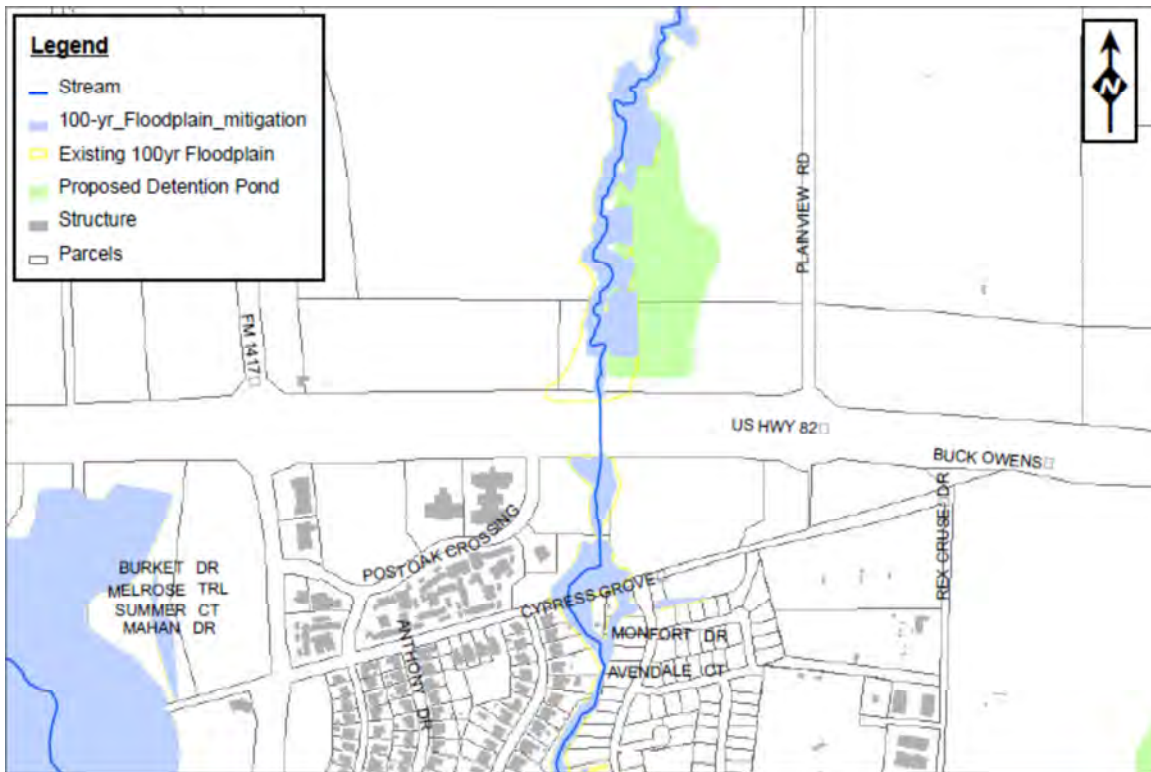 Legend
Stream
100-yr_Floodplain_mitigation
Existing 100yr Floodplain
Proposed Detention Pond
Structure
Parcels
N
PLAINVIEW RD
FM 1417
US HWY 82
BUCK OWENS
REX CRUSE DR
POST OAK CROSSING
BURKET DR
MELROSE TRL
SUMMER CT
MAHAN DR
CYPRESS GROVE
ANTHONY DR
MONFORT DR
AVENDALE CT